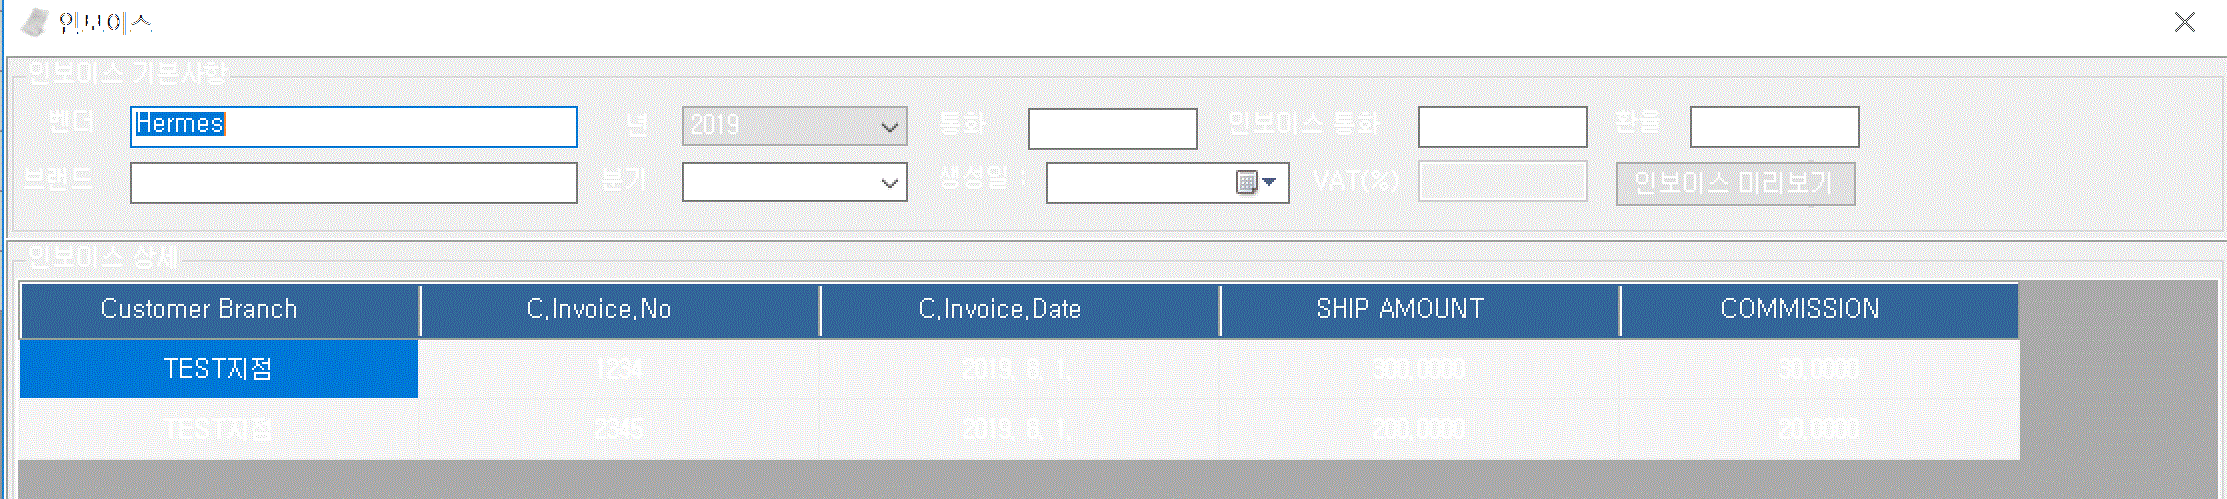 인보이스
인보이스 기본사항
벤더 Hermes 년 2019 통화 인보이스 통화 환율
브랜드 분기 생성일 : VAT(%) 인보이스 미리보기
인보이스 상세
Customer Branch C.Invoice.No C.Invoice.Date SHIP AMOUNT COMMISSION
TEST지점 1234 2019. 8. 1. 300.0000 30.0000
TEST지점 2345 2019. 8. 1. 200.0000 20.0000